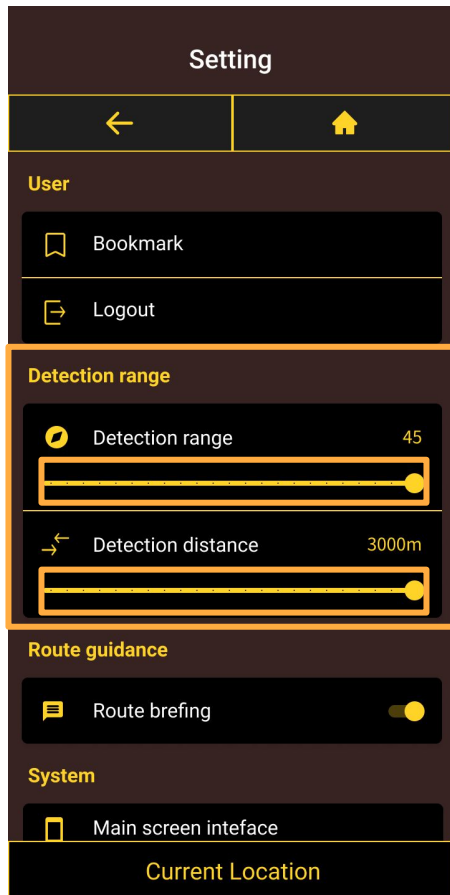 Setting
User
Bookmark
Logout
Detection range
Detection range 45
Detection distance 3000m
Route guidance
Route brefing
System
Main screen inteface
Current Location